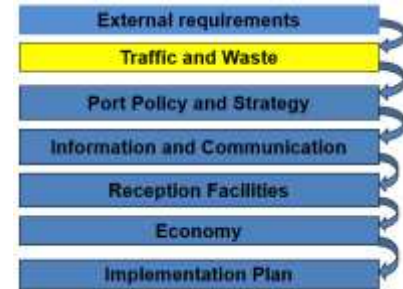 External requirements
Traffic and Waste
Port Policy and Strategy
Information and Communication
Reception Facilities
Economy
Implementation Plan